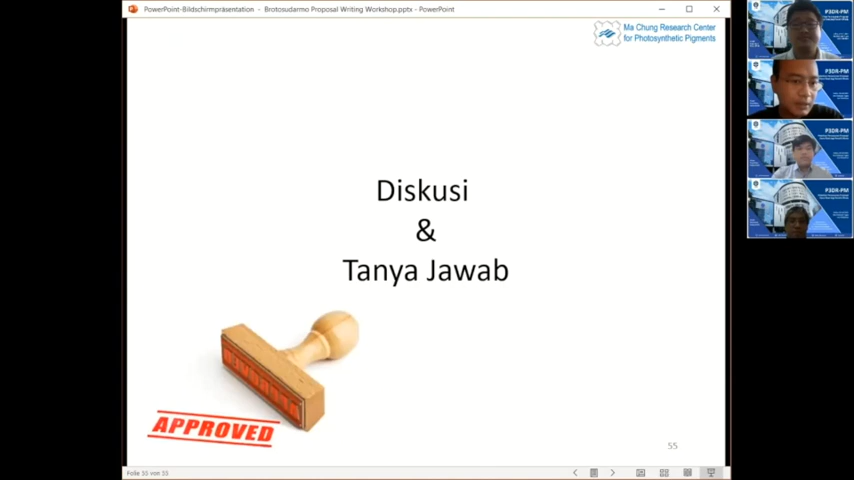 PowerPoint-Bildschirmpräsentation - Brotosudarmo Proposal Writing Workshop.pptx - PowerPoint
Ma Chung Research Center
for Photosynthetic Pigments
P3DR-PM
P3DR-PM
P3DR-PM
P3DR-PM
Diskusi
&
Tanya Jawab
APPROVED
55
Folie 55 von 55